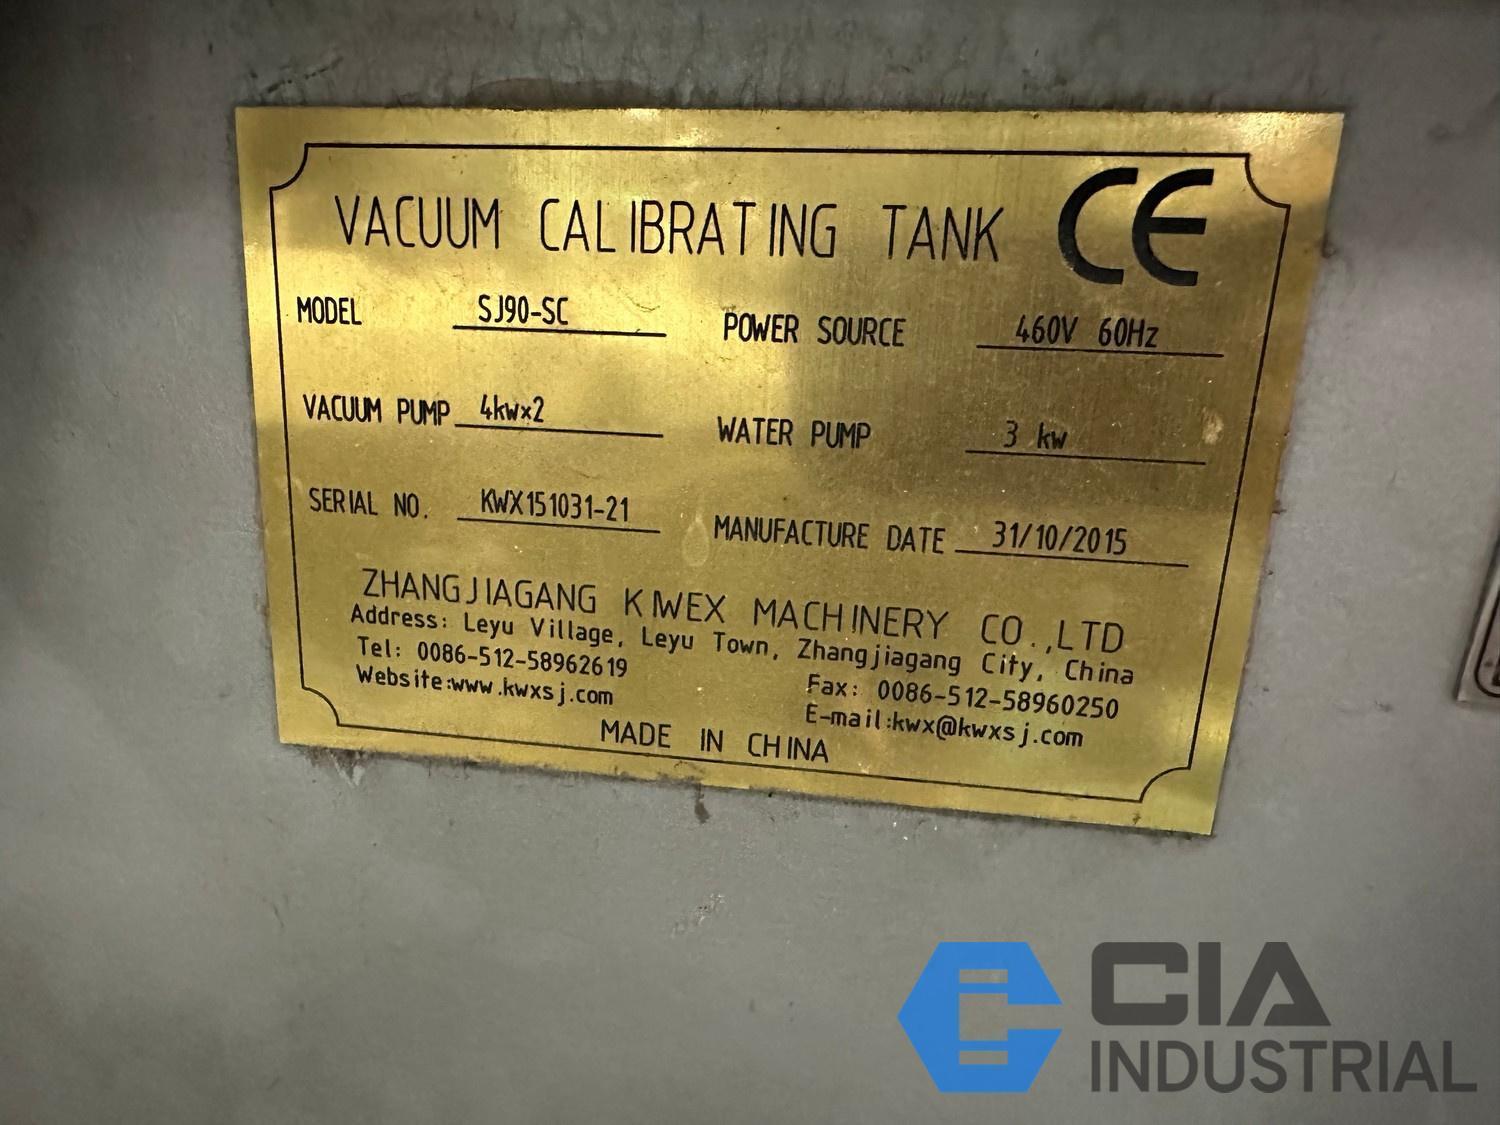 VACUUM CALIBRATING TANK CE
MODEL SJ90-SC POWER SOURCE 460V 60Hz
VACUUM PUMP 4kwx2 WATER PUMP 3 kw
SERIAL NO. KWX151031-21 MANUFACTURE DATE 31/10/2015
ZHANGJIAGANG KWEX MACHINERY CO.,LTD
Address: Leyu Village, Leyu Town, Zhangjiagang City, China
Tel: 0086-512-58962619 Fax: 0086-512-58960250
Website:www.kwxsj.com E-mail:kwx@kwxsj.com
MADE IN CHINA
CIA
INDUSTRIAL